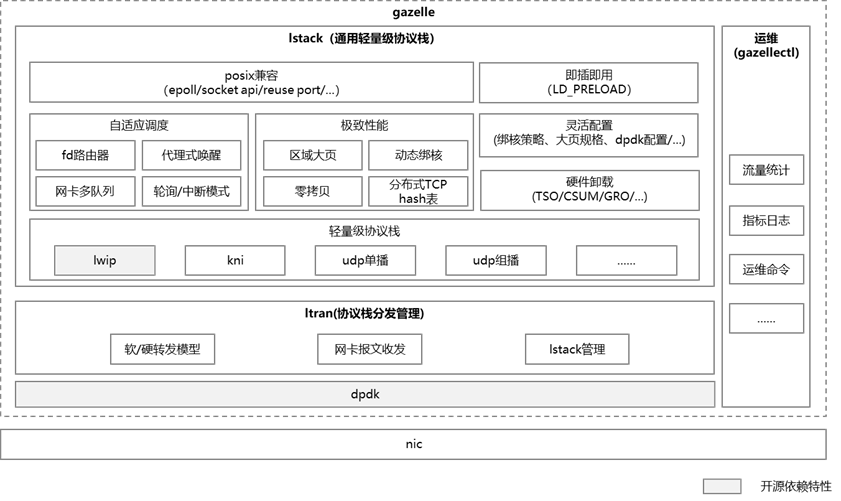 gazelle
lstack（通用轻量级协议栈）
运维
(gazellectl)
posix兼容
（epoll/socket api/reuse port/…）
即插即用
（LD_PRELOAD）
自适应调度
fd路由器
代理式唤醒
网卡多队列
轮询/中断模式
极致性能
区域大页
动态绑核
零拷贝
分布式TCP
hash表
灵活配置
(绑核策略、大页规格、dpdk配置/…)
硬件卸载
(TSO/CSUM/GRO/…)
轻量级协议栈
lwip
kni
udp单播
udp组播
……
流量统计
指标日志
运维命令
……
ltran(协议栈分发管理)
软/硬转发模型
网卡报文收发
lstack管理
dpdk
nic
开源依赖特性